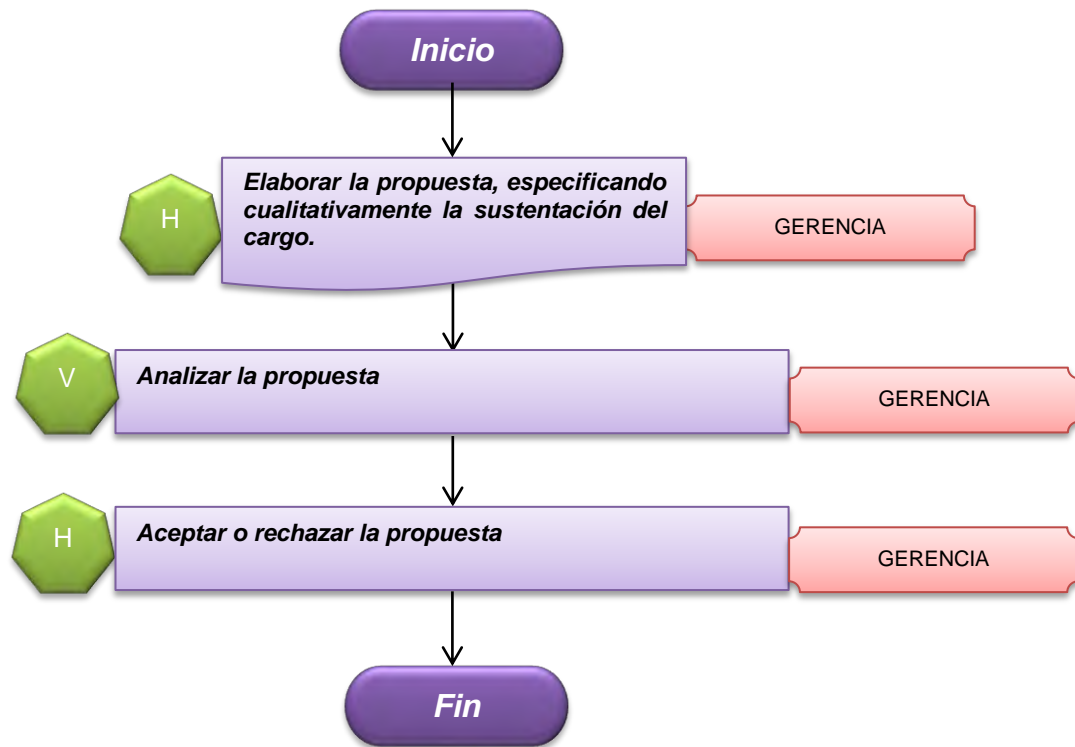 Inicio
H
Elaborar la propuesta, especificando
cualitativamente la sustentación del
cargo.
GERENCIA
V
Analizar la propuesta
GERENCIA
H
Aceptar o rechazar la propuesta
GERENCIA
Fin